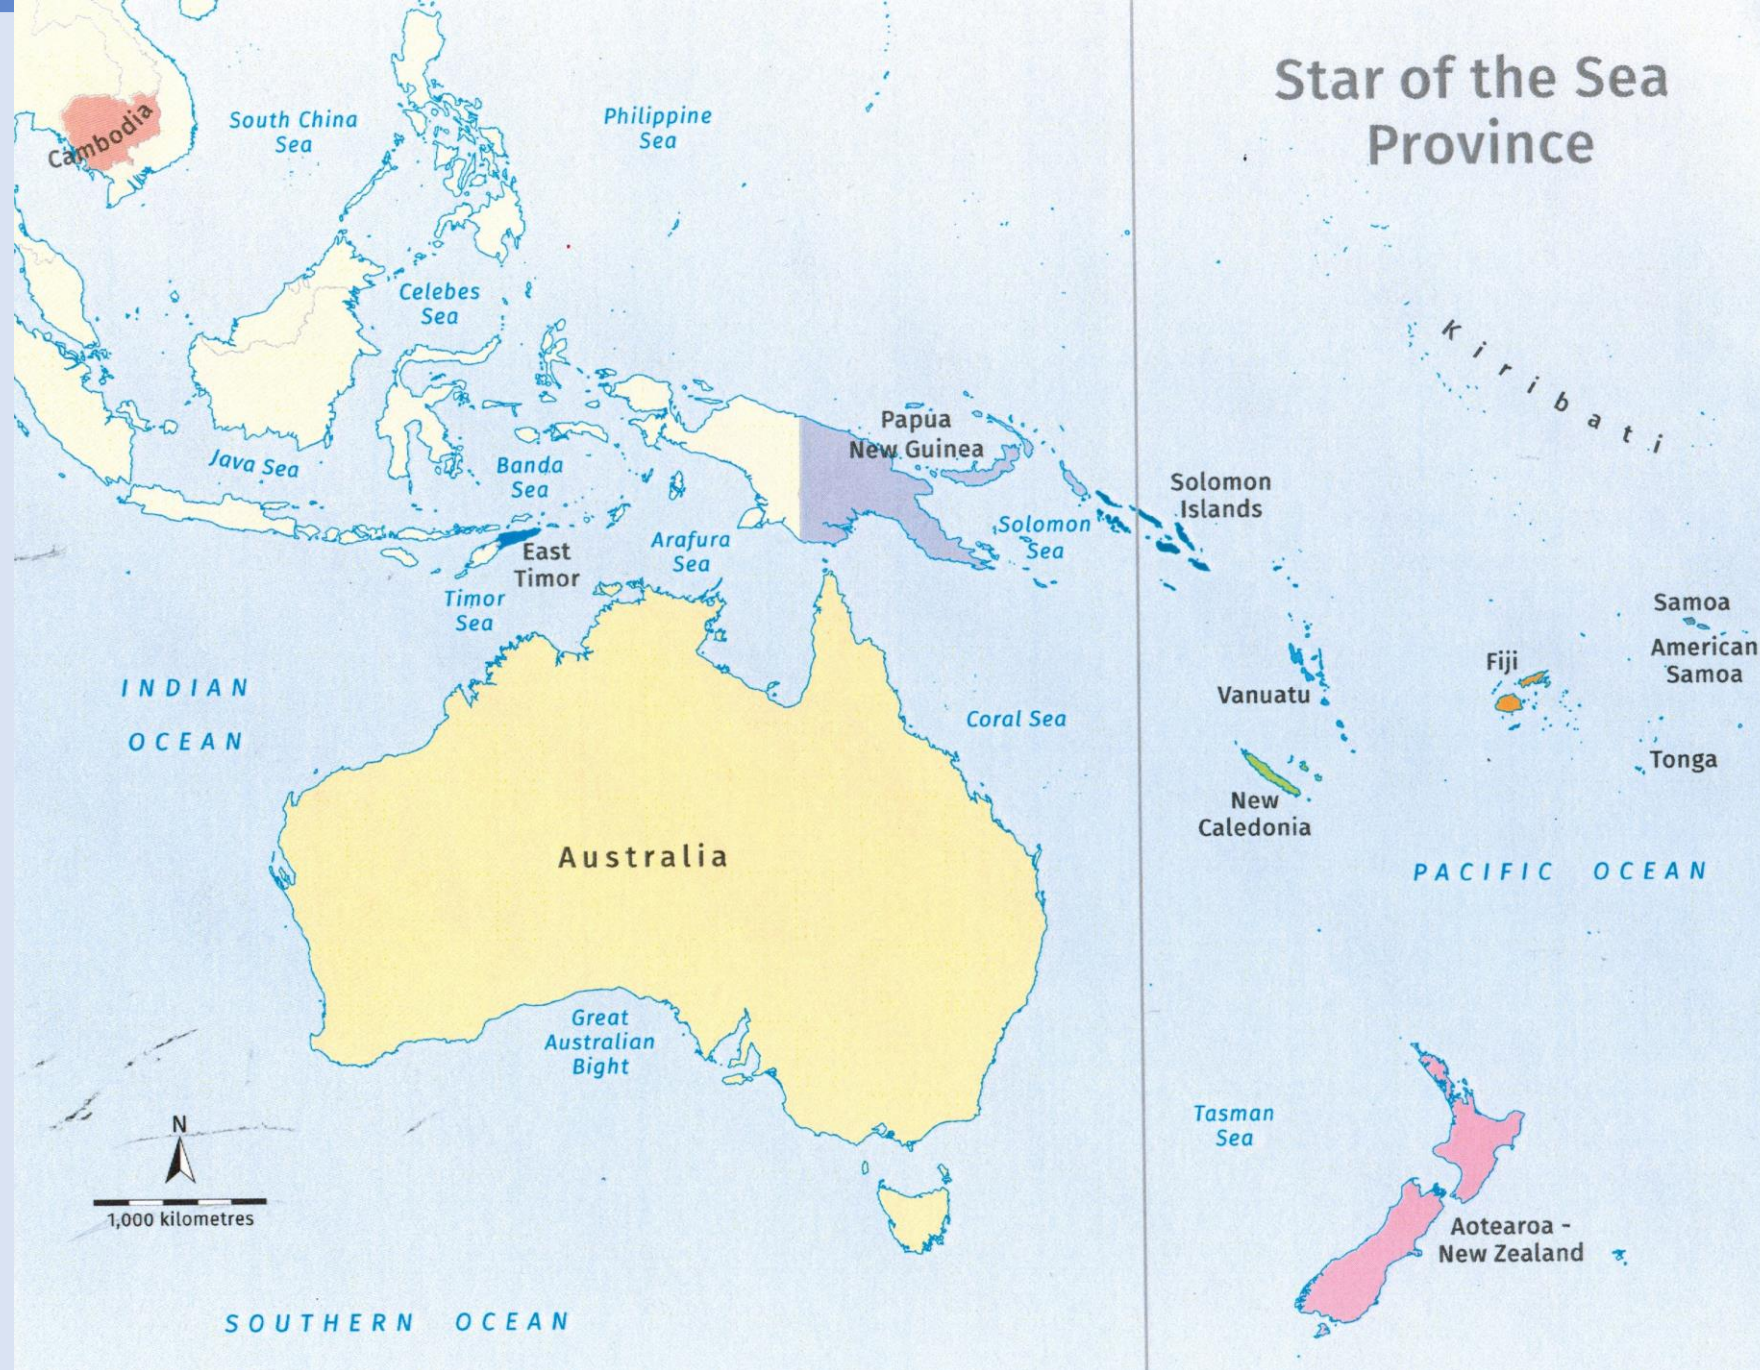 Star of the Sea
Province
Cambodia
South China
Sea
Philippine
Sea
Celebes
Sea
Kiribati
Papua
New Guinea
Java Sea
Banda
Sea
Solomon
Islands
Solomon
Sea
Arafura
Sea
East
Timor
Timor
Sea
Samoa
American
Samoa
Fiji
INDIAN
OCEAN
Vanuatu
Coral Sea
Tonga
New
Caledonia
Australia
PACIFIC OCEAN
Great
Australian
Bight
Tasman
Sea
N
1,000 kilometres
Aotearoa -
New Zealand
SOUTHERN OCEAN